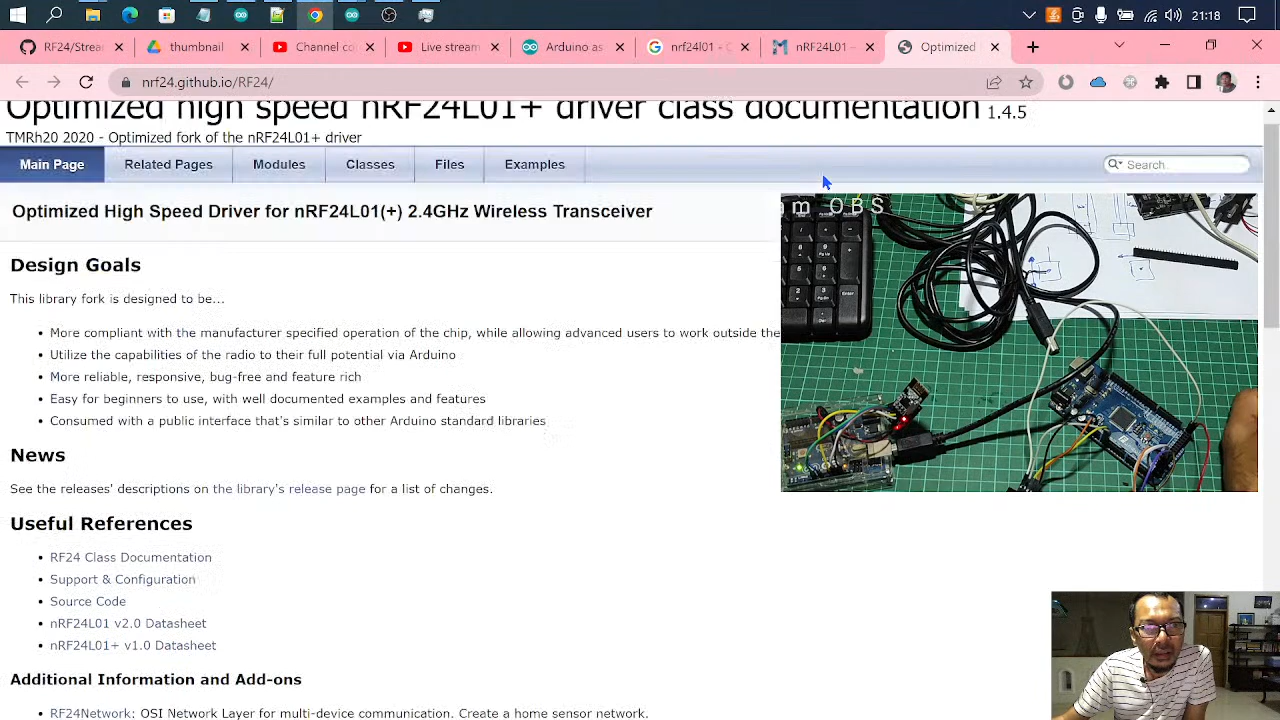 21:18
RF24/Strea
thumbnail
Channel co
Live stream
Arduino as
nrf24l01 - 
nRF24L01 –
Optimized
nrf24.github.io/RF24/
Optimized high speed nRF24L01+ driver class documentation 1.4.5
TMRh20 2020 - Optimized fork of the nRF24L01+ driver
Main Page
Related Pages
Modules
Classes
Files
Examples
Search
Optimized High Speed Driver for nRF24L01(+) 2.4GHz Wireless Transceiver
am OBS
Design Goals
This library fork is designed to be...
• More compliant with the manufacturer specified operation of the chip, while allowing advanced users to work outside the
• Utilize the capabilities of the radio to their full potential via Arduino
• More reliable, responsive, bug-free and feature rich
• Easy for beginners to use, with well documented examples and features
• Consumed with a public interface that's similar to other Arduino standard libraries
News
See the releases' descriptions on the library's release page for a list of changes.
Useful References
• RF24 Class Documentation
• Support & Configuration
• Source Code
• nRF24L01 v2.0 Datasheet
• nRF24L01+ v1.0 Datasheet
Additional Information and Add-ons
• RF24Network: OSI Network Layer for multi-device communication. Create a home sensor network.